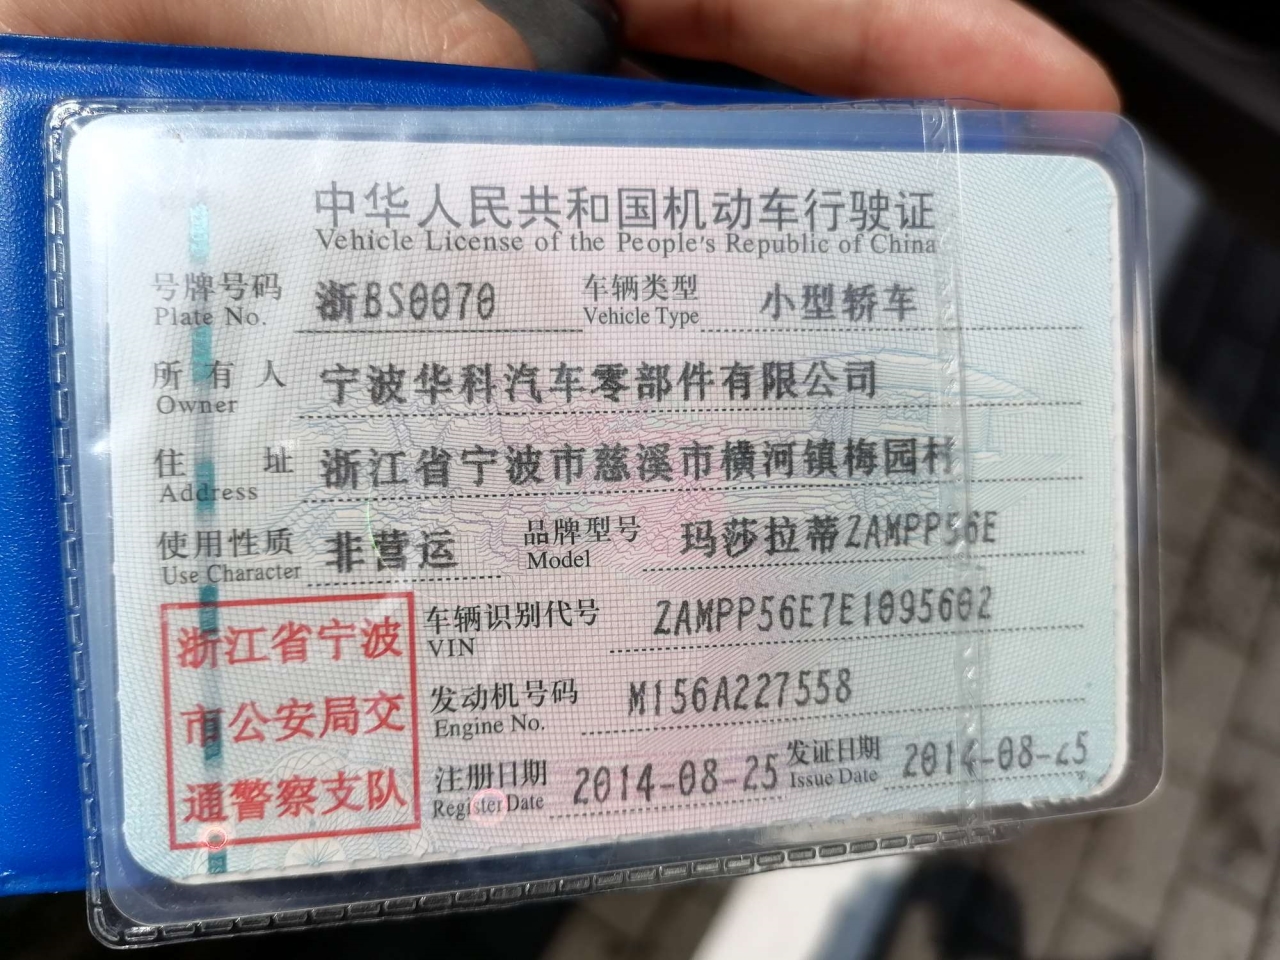 中华人民共和国机动车行驶证
Vehicle License of the People's Republic of China
号牌号码 浙BS0070 车辆类型 小型轿车
Plate No. Vehicle Type
所有人 宁波华科汽车零部件有限公司
Owner
住址 浙江省宁波市慈溪市横河镇梅园村
Address
使用性质 非营运 品牌型号 玛莎拉蒂ZAMPP56E
Use Character Model
浙江省宁波
市公安局交
通警察支队
车辆识别代号 ZAMPP56E7E1095602
VIN
发动机号码 M156A227558
Engine No.
注册日期 2014-08-25 发证日期 2014-08-25
Register Date Issue Date